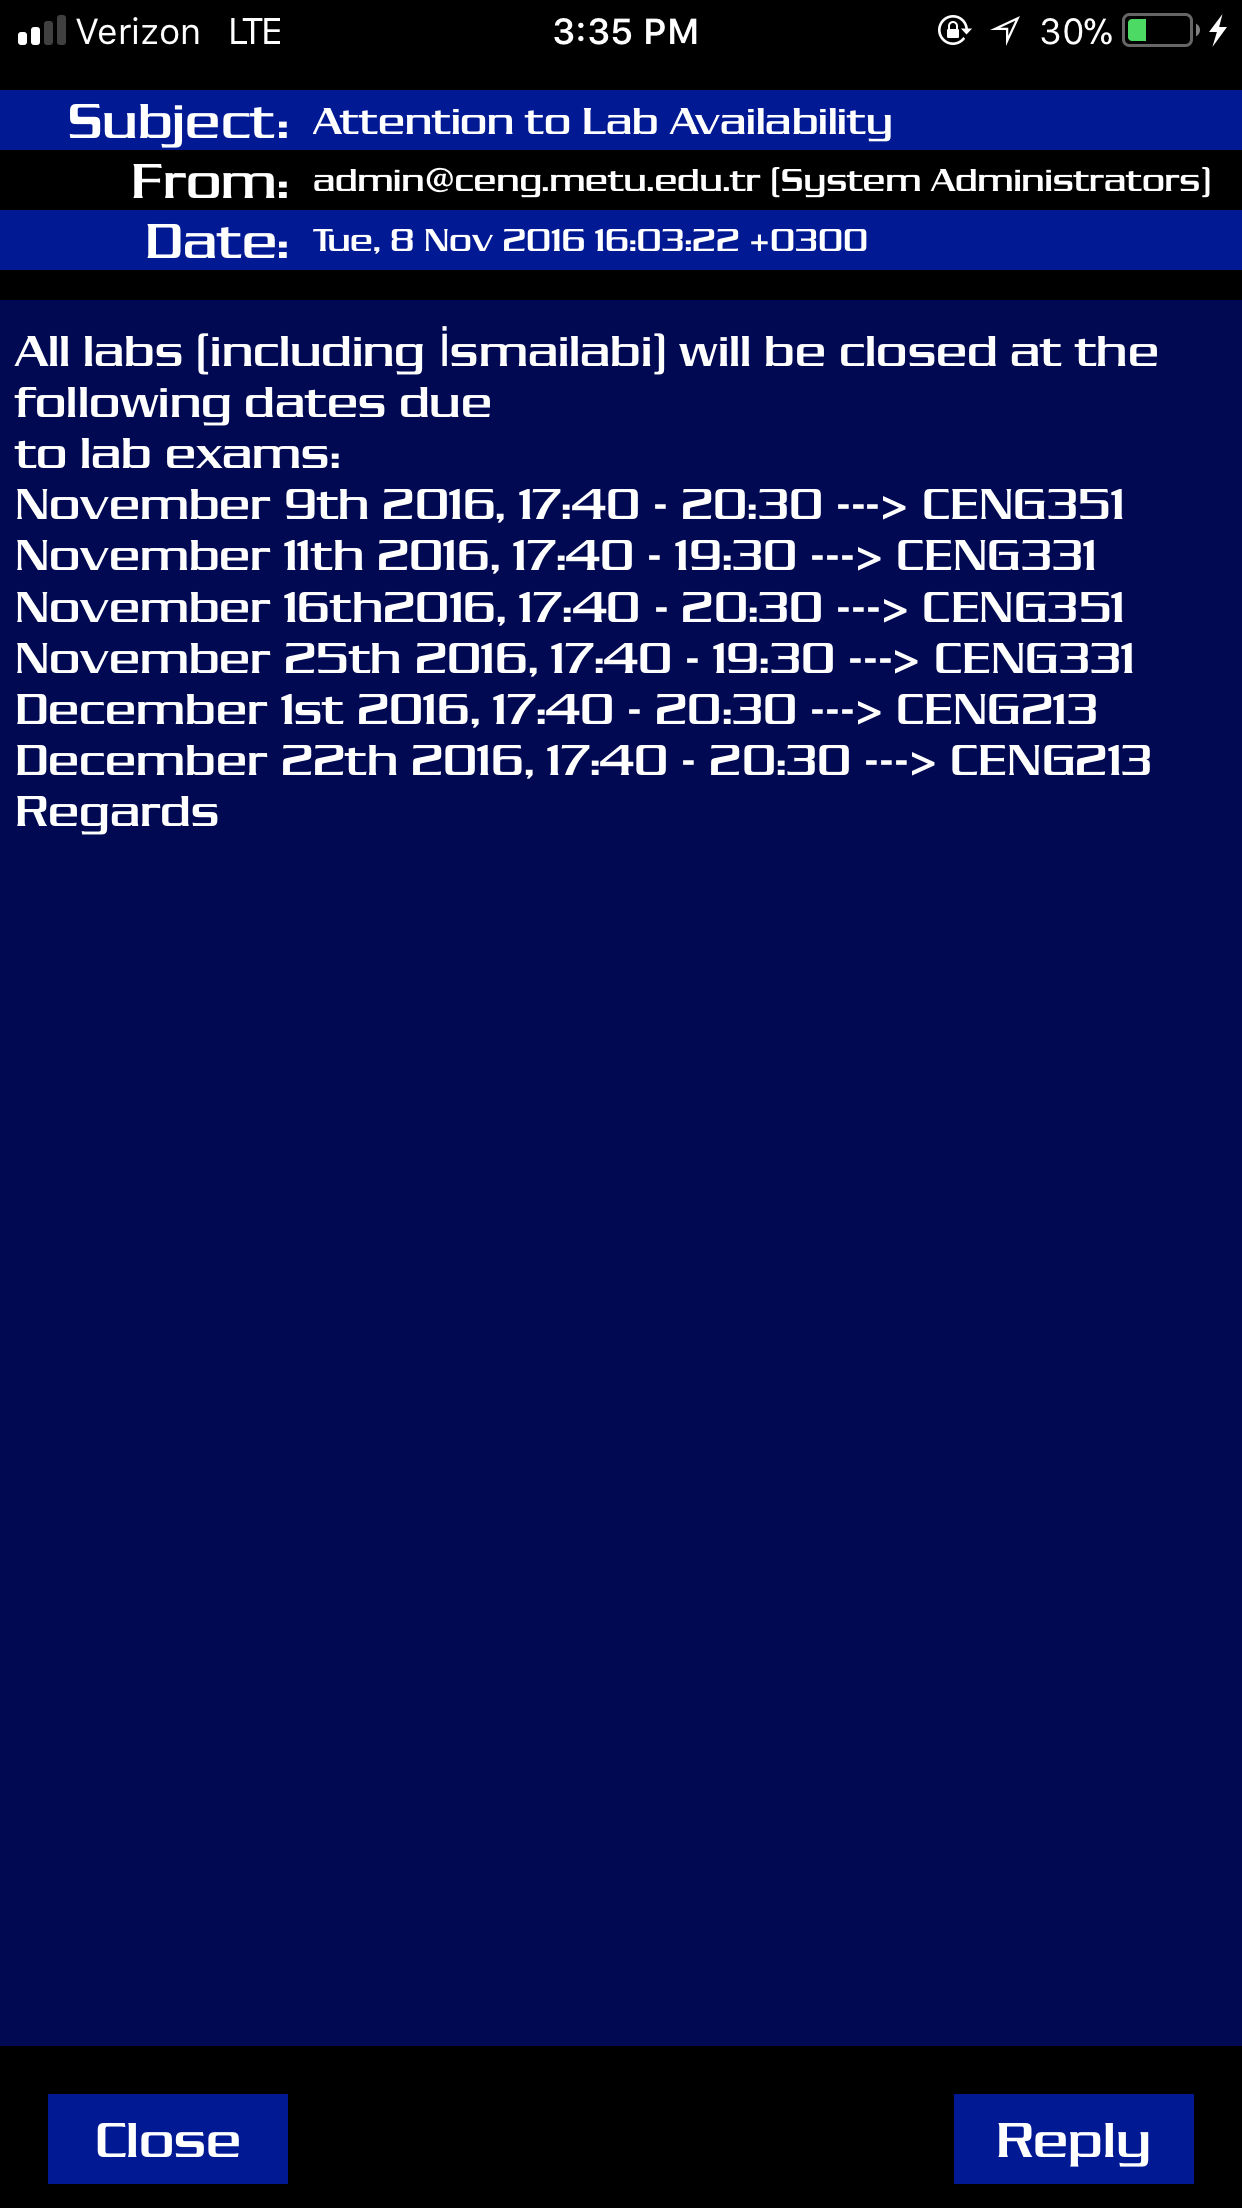 Verizon LTE 3:35 PM 30%
Subject: Attention to Lab Availability
From: admin@ceng.metu.edu.tr (System Administrators)
Date: Tue, 8 Nov 2016 16:03:22 +0300
All labs (including İsmailabi) will be closed at the
following dates due
to lab exams:
November 9th 2016, 17:40 - 20:30 ---> CENG351
November 11th 2016, 17:40 - 19:30 ---> CENG331
November 16th2016, 17:40 - 20:30 ---> CENG351
November 25th 2016, 17:40 - 19:30 ---> CENG331
December 1st 2016, 17:40 - 20:30 ---> CENG213
December 22th 2016, 17:40 - 20:30 ---> CENG213
Regards
Close Reply